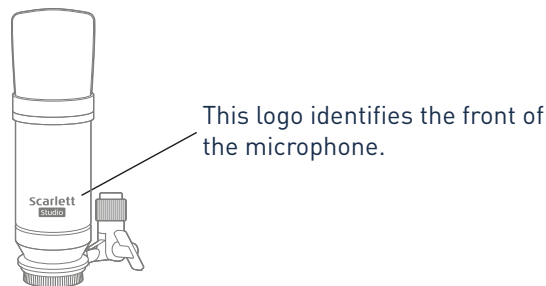 This logo identifies the front of
the microphone.
Scarlett
Studio